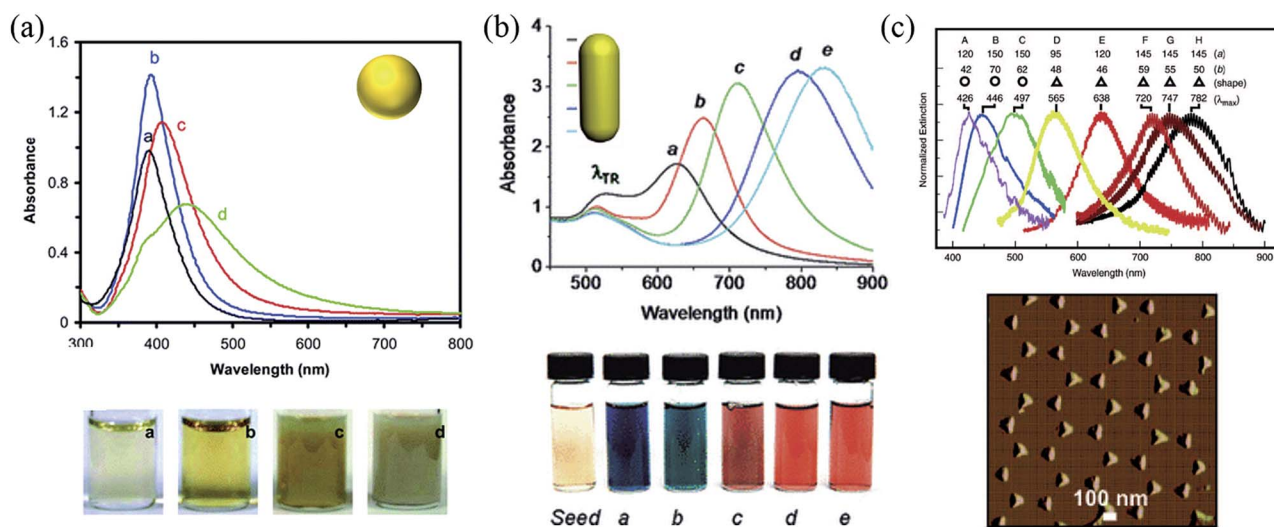 (a)
1.6
1.2
0.8
0.4
0
300 400 500 600 700 800
Absorbance
Wavelength (nm)
a
b
c
d
a b c d
(b)
4
3
2
1
0
500 600 700 800 900
Absorbance
Wavelength (nm)
λTR
a
b
c
d
e
Seed a b c d e
(c)
A B C D E F G H
120 150 150 95 120 145 145 145 (a)
42 70 62 48 46 59 55 50 (b)
(shape)
426 446 497 565 638 720 747 782 (λmax)
Normalized Extinction
400 500 600 700 800 900
Wavelength (nm)
100 nm